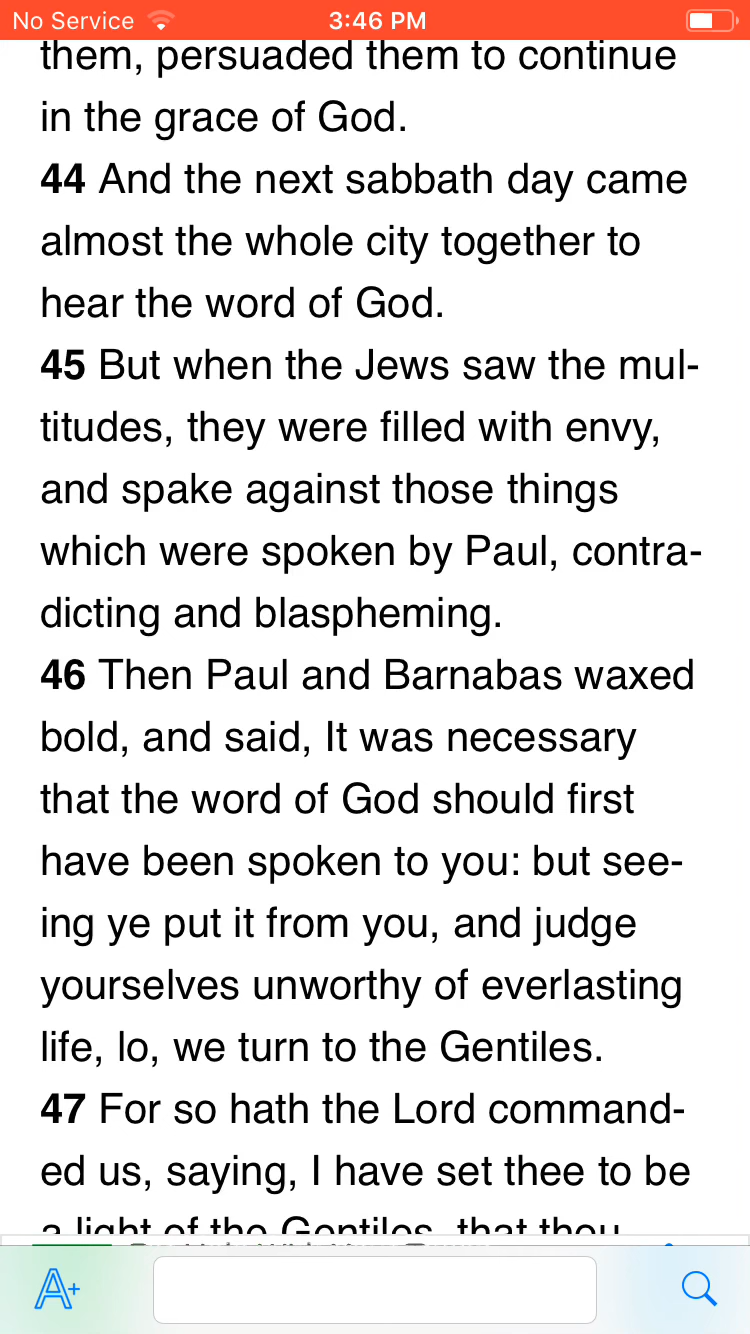 No Service 3:46 PM
them, persuaded them to continue
in the grace of God.
44 And the next sabbath day came
almost the whole city together to
hear the word of God.
45 But when the Jews saw the mul-
titudes, they were filled with envy,
and spake against those things
which were spoken by Paul, contra-
dicting and blaspheming.
46 Then Paul and Barnabas waxed
bold, and said, It was necessary
that the word of God should first
have been spoken to you: but see-
ing ye put it from you, and judge
yourselves unworthy of everlasting
life, lo, we turn to the Gentiles.
47 For so hath the Lord command-
ed us, saying, I have set thee to be
a light of the Gentiles, that thou
A+